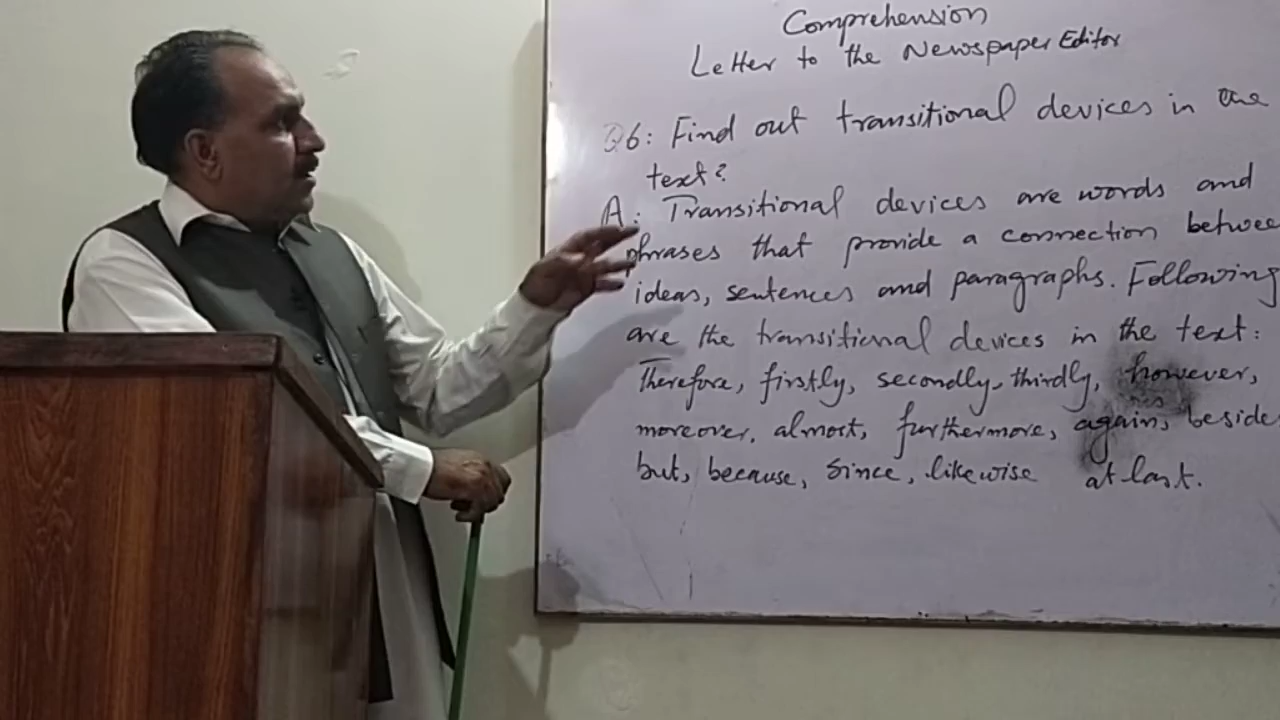 Comprehension
Letter to the Newspaper Editor
Q6: Find out transitional devices in the
text?
A: Transitional devices are words and
phrases that provide a connection betwee
ideas, sentences and paragraphs. Following
are the transitional devices in the text:
Therefore, firstly, secondly, thirdly, however,
moreover, almost, furthermore, again, beside
but, because, since, likewise at last.